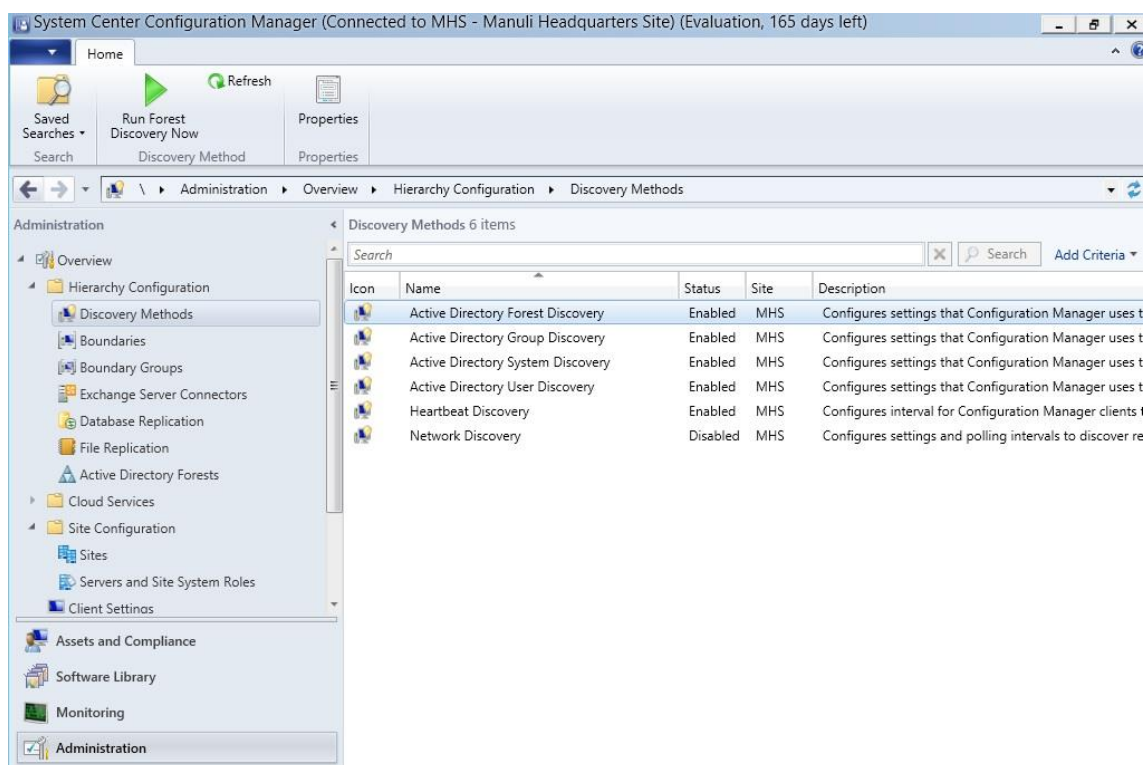 System Center Configuration Manager (Connected to MHS - Manuli Headquarters Site) (Evaluation, 165 days left)
Home
Saved Searches
Run Forest Discovery Now
Refresh
Properties
Search
Discovery Method
Properties
\ Administration Overview Hierarchy Configuration Discovery Methods
Administration
Overview
Hierarchy Configuration
Discovery Methods
Boundaries
Boundary Groups
Exchange Server Connectors
Database Replication
File Replication
Active Directory Forests
Cloud Services
Site Configuration
Sites
Servers and Site System Roles
Client Settings
Assets and Compliance
Software Library
Monitoring
Administration
Discovery Methods 6 items
Search Search Add Criteria
Icon Name Status Site Description
Active Directory Forest Discovery Enabled MHS Configures settings that Configuration Manager uses t
Active Directory Group Discovery Enabled MHS Configures settings that Configuration Manager uses t
Active Directory System Discovery Enabled MHS Configures settings that Configuration Manager uses t
Active Directory User Discovery Enabled MHS Configures settings that Configuration Manager uses t
Heartbeat Discovery Enabled MHS Configures interval for Configuration Manager clients t
Network Discovery Disabled MHS Configures settings and polling intervals to discover re